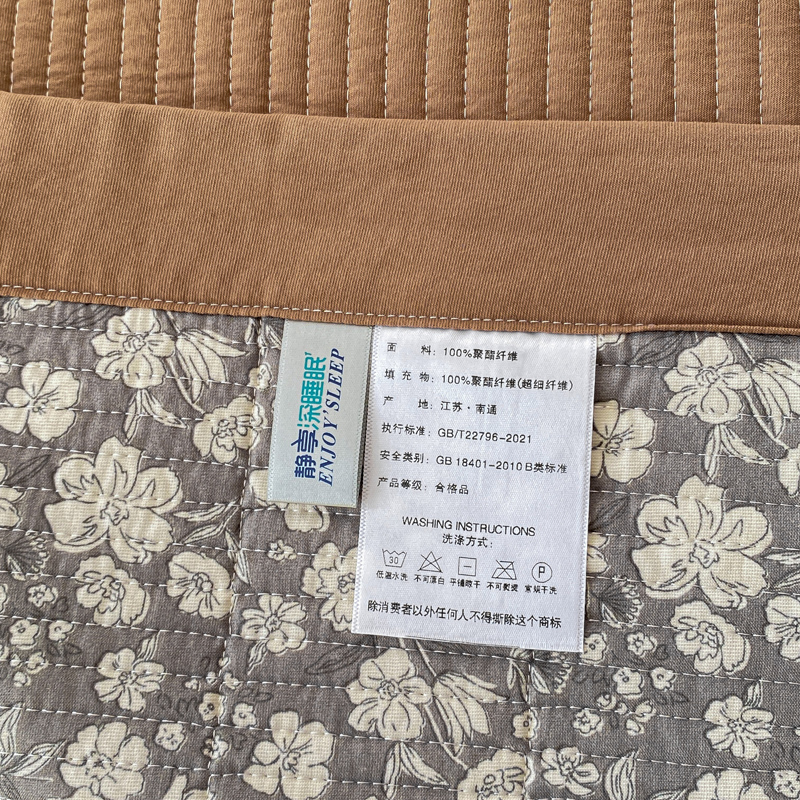 静享深睡眠
ENJOY'SLEEP
面 料: 100%聚酯纤维
填 充 物: 100%聚酯纤维(超细纤维)
产 地: 江苏·南通
执行标准: GB/T22796-2021
安全类别: GB 18401-2010 B类标准
产品等级: 合格品
WASHING INSTRUCTIONS
洗涤方式:
30 P
低温水洗 不可漂白 平铺晾干 不可熨烫 常规干洗
除消费者以外任何人不得撕除这个商标